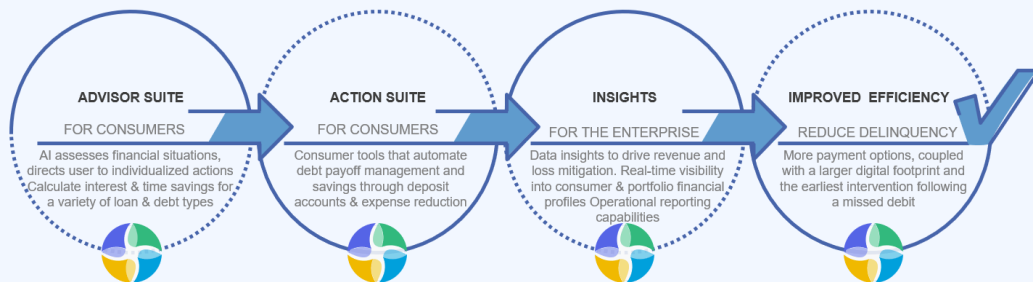 ADVISOR SUITE
FOR CONSUMERS
AI assesses financial situations,
directs user to individualized actions
Calculate interest & time savings for
a variety of loan & debt types
ACTION SUITE
FOR CONSUMERS
Consumer tools that automate
debt payoff management and
savings through deposit
accounts & expense reduction
INSIGHTS
FOR THE ENTERPRISE
Data insights to drive revenue and
loss mitigation. Real-time visibility
into consumer & portfolio financial
profiles Operational reporting
capabilities
IMPROVED EFFICIENCY
REDUCE DELINQUENCY
More payment options, coupled
with a larger digital footprint and
the earliest intervention following
a missed debit